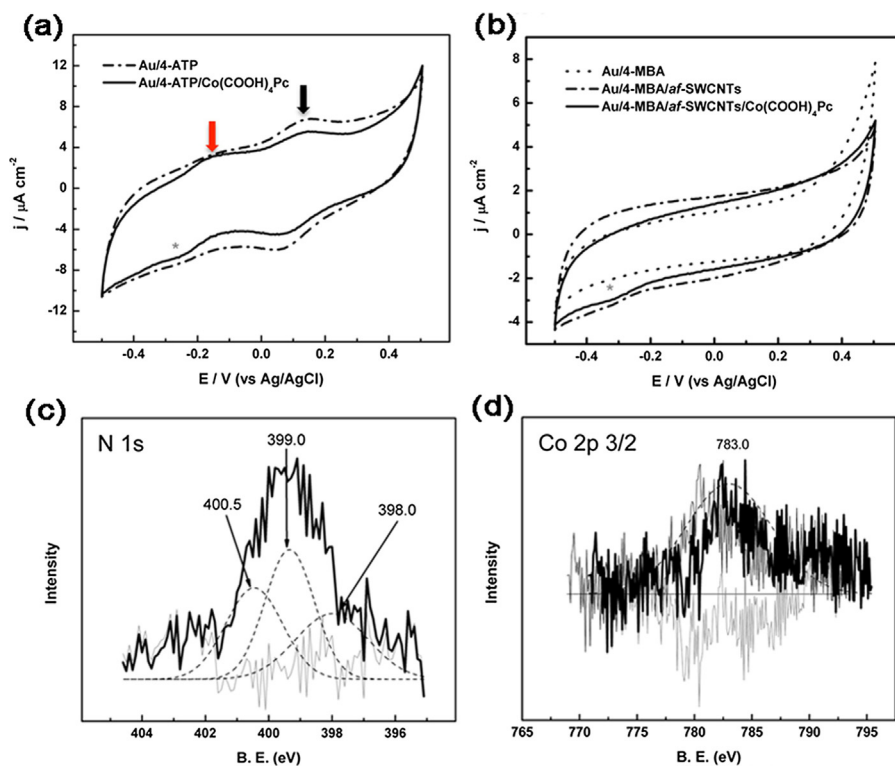 (a)
Au/4-ATP
Au/4-ATP/Co(COOH)4Pc
j / μA cm-2
12
8
4
0
-4
-8
-12
*
-0.4 -0.2 0.0 0.2 0.4
E / V (vs Ag/AgCl)
(b)
Au/4-MBA
Au/4-MBA/af-SWCNTs
Au/4-MBA/af-SWCNTs/Co(COOH)4Pc
j / μA cm-2
8
6
4
2
0
-2
-4
*
-0.4 -0.2 0.0 0.2 0.4
E / V (vs Ag/AgCl)
(c)
N 1s
399.0
400.5
398.0
Intensity
404 402 400 398 396
B. E. (eV)
(d)
Co 2p 3/2
783.0
Intensity
765 770 775 780 785 790 795
B. E. (eV)